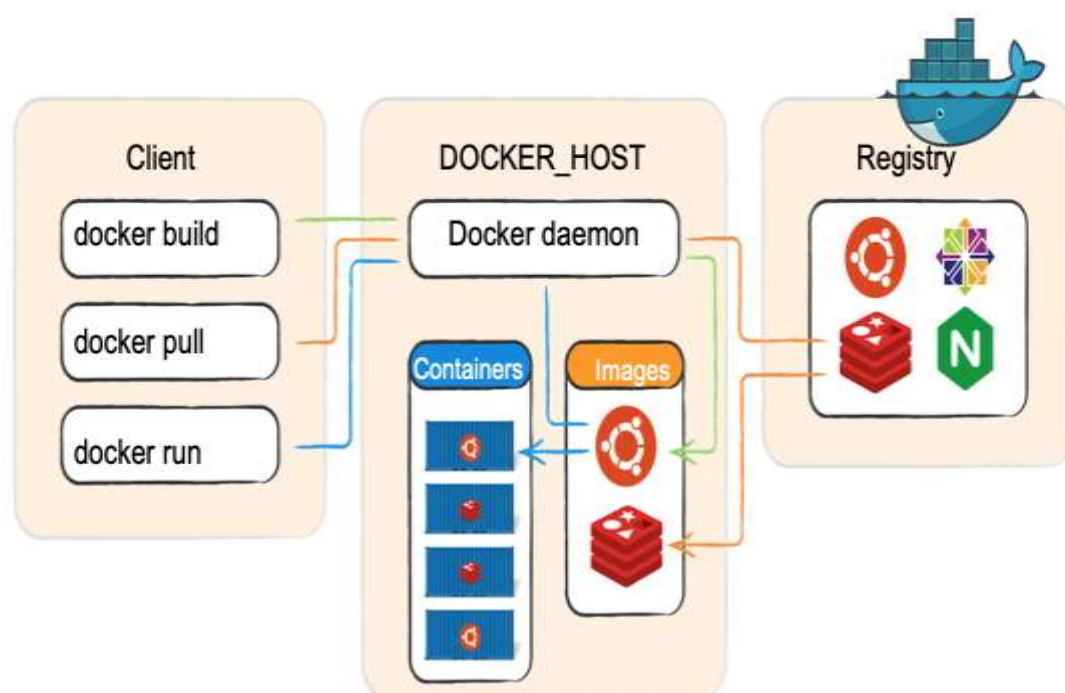 Client
docker build
docker pull
docker run
DOCKER_HOST
Docker daemon
Containers
Images
Registry
N